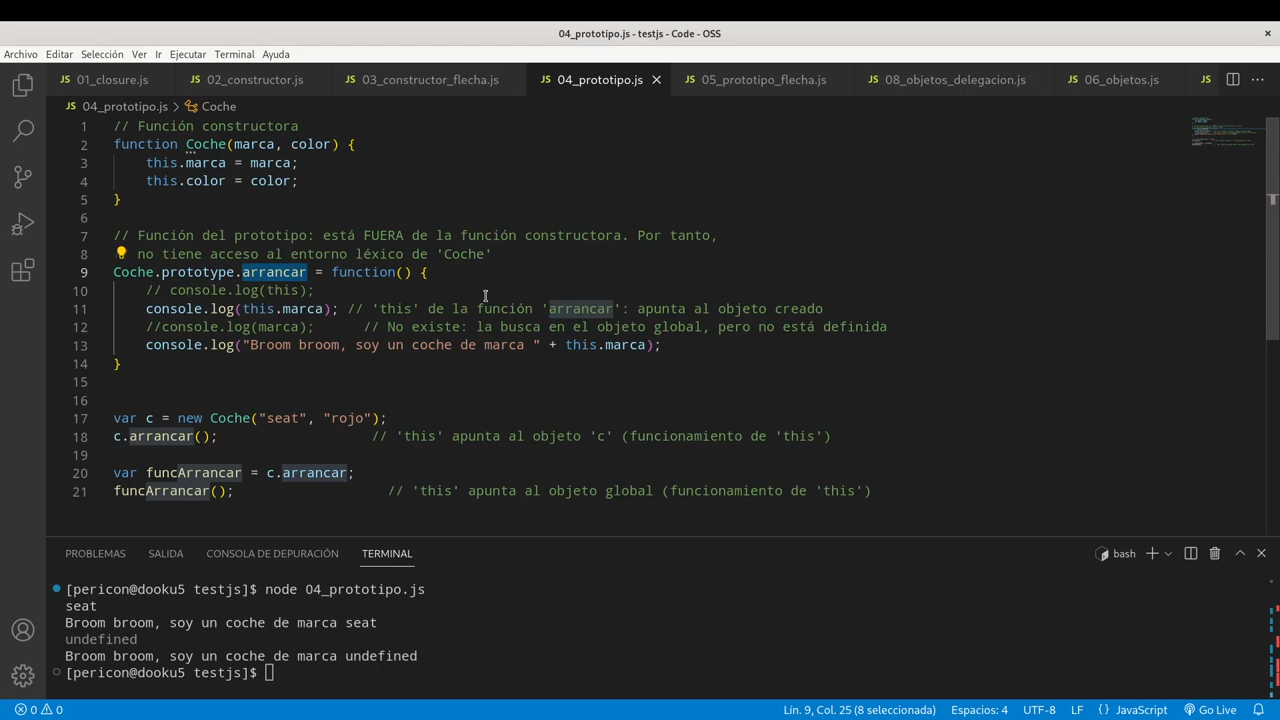 04_prototipo.js - testjs - Code - OSS
Archivo Editar Selección Ver Ir Ejecutar Terminal Ayuda
JS 01_closure.js JS 02_constructor.js JS 03_constructor_flecha.js JS 04_prototipo.js JS 05_prototipo_flecha.js JS 08_objetos_delegacion.js JS 06_objetos.js JS
JS 04_prototipo.js > Coche
1 // Función constructora
2 function Coche(marca, color) {
3 this.marca = marca;
4 this.color = color;
5 }
6
7 // Función del prototipo: está FUERA de la función constructora. Por tanto,
8 no tiene acceso al entorno léxico de 'Coche'
9 Coche.prototype.arrancar = function() {
10 // console.log(this);
11 console.log(this.marca); // 'this' de la función 'arrancar': apunta al objeto creado
12 //console.log(marca); // No existe: la busca en el objeto global, pero no está definida
13 console.log("Broom broom, soy un coche de marca " + this.marca);
14 }
15
16
17 var c = new Coche("seat", "rojo");
18 c.arrancar(); // 'this' apunta al objeto 'c' (funcionamiento de 'this')
19
20 var funcArrancar = c.arrancar;
21 funcArrancar(); // 'this' apunta al objeto global (funcionamiento de 'this')
PROBLEMAS SALIDA CONSOLA DE DEPURACIÓN TERMINAL bash
[pericon@dooku5 testjs]$ node 04_prototipo.js
seat
Broom broom, soy un coche de marca seat
undefined
Broom broom, soy un coche de marca undefined
[pericon@dooku5 testjs]$
0 0 Lín. 9, Col. 25 (8 seleccionada) Espacios: 4 UTF-8 LF {} JavaScript Go Live